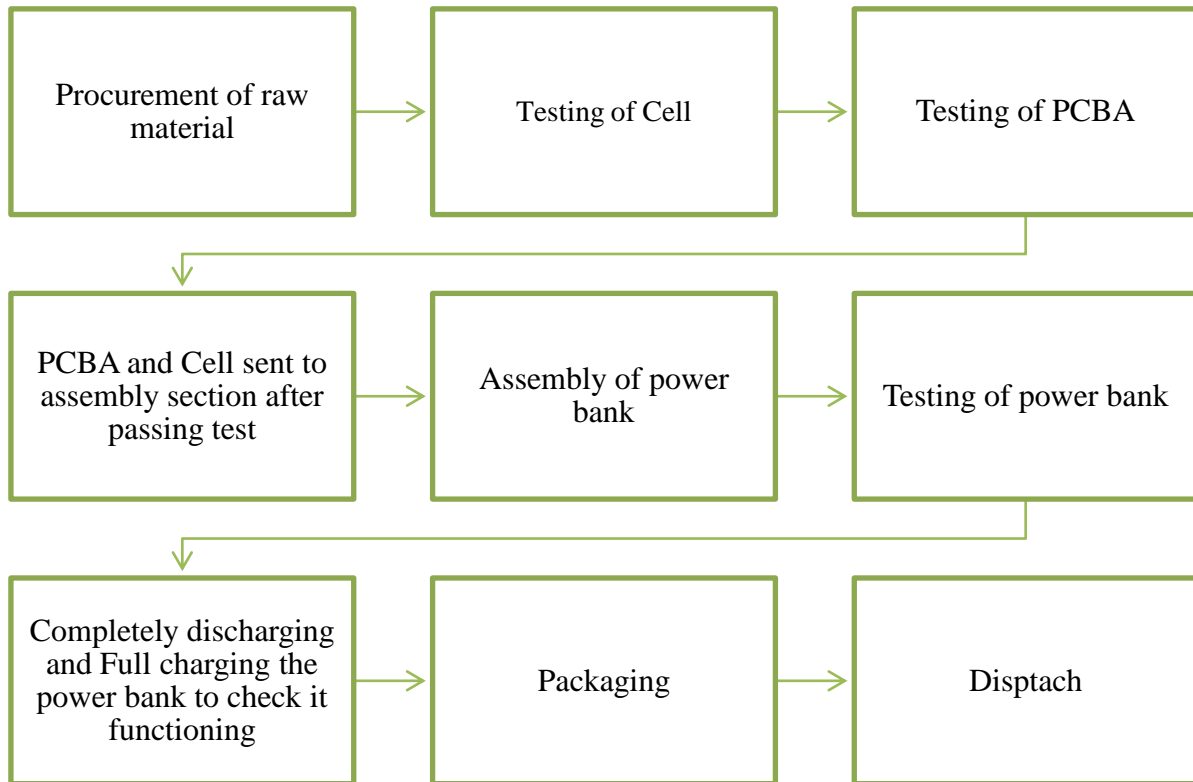 Procurement of raw
material
Testing of Cell
Testing of PCBA
PCBA and Cell sent to
assembly section after
passing test
Assembly of power
bank
Testing of power bank
Completely discharging
and Full charging the
power bank to check it
functioning
Packaging
Disptach